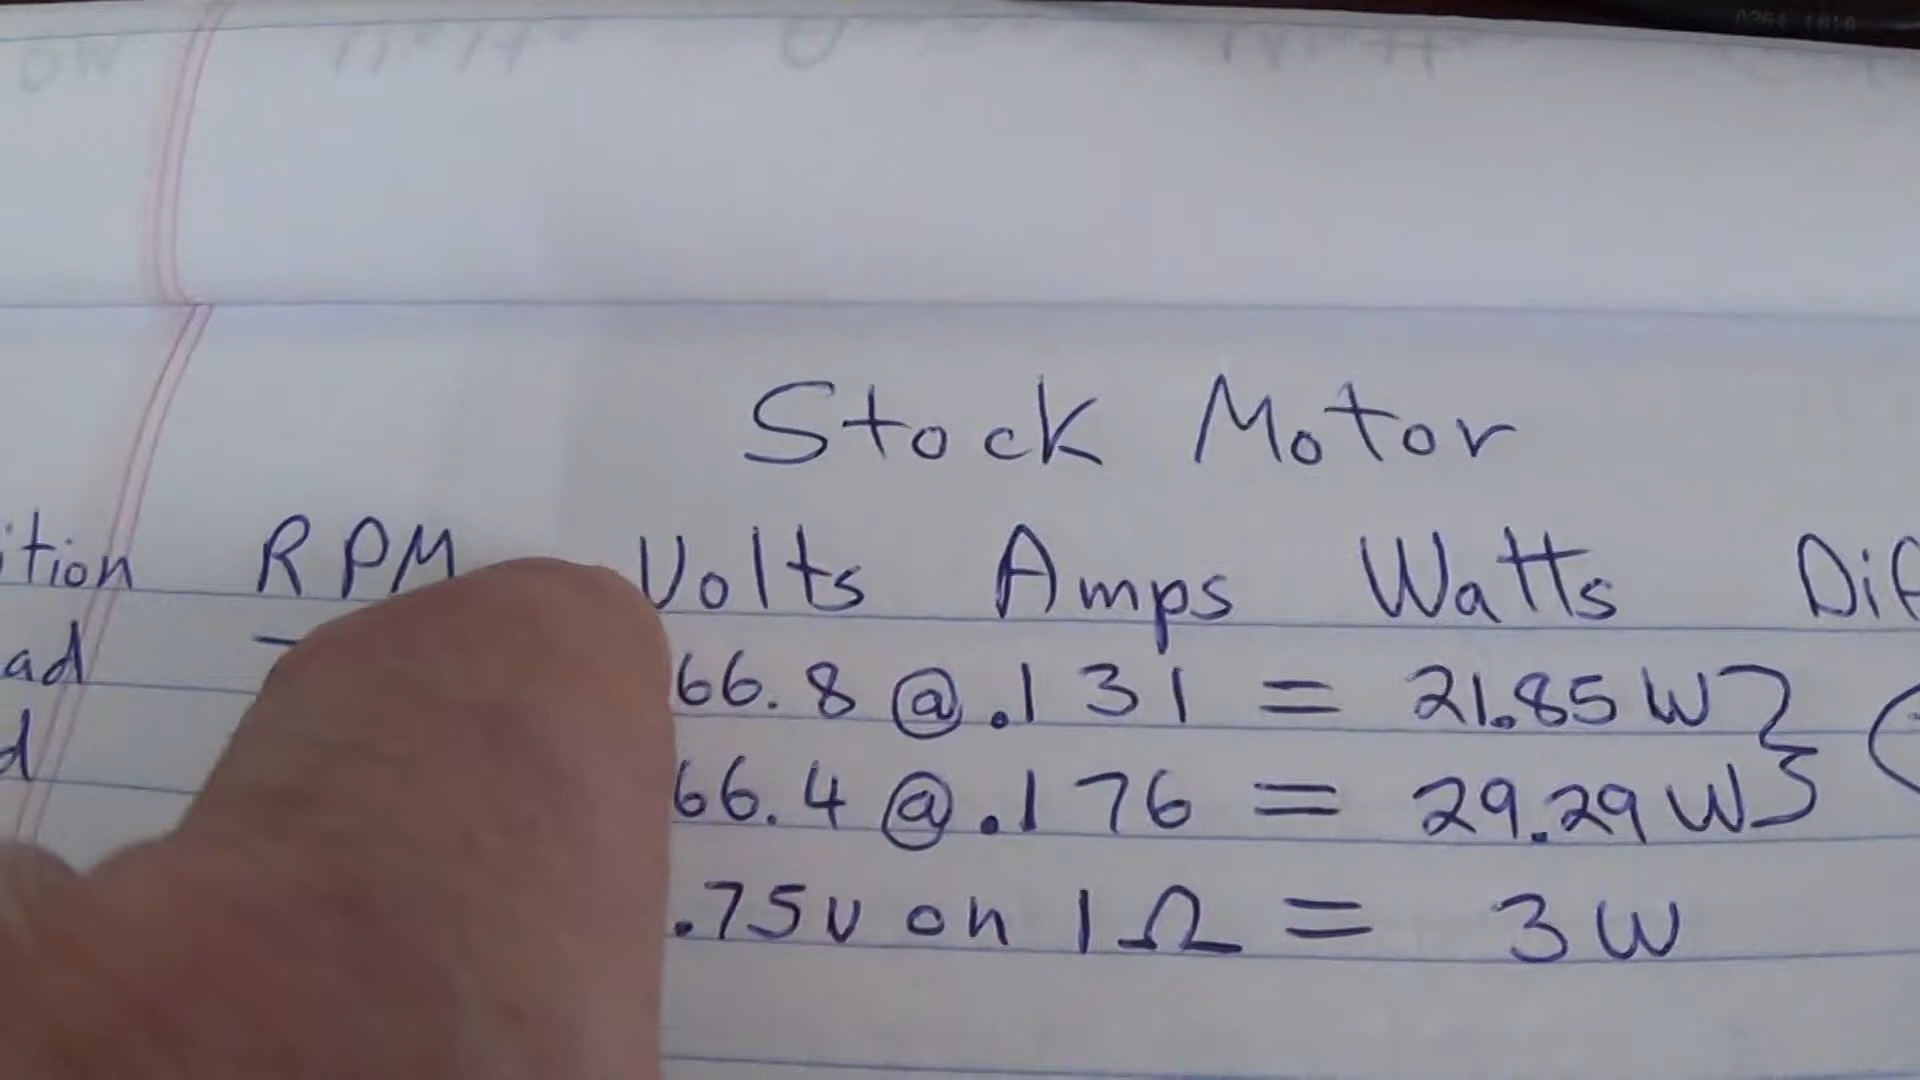 Stock Motor
ition RPM Volts Amps Watts Dif
ad 66.8 @ .131 = 21.85 W
d 66.4 @ .176 = 29.29 W
.75v on 1Ω = 3 W